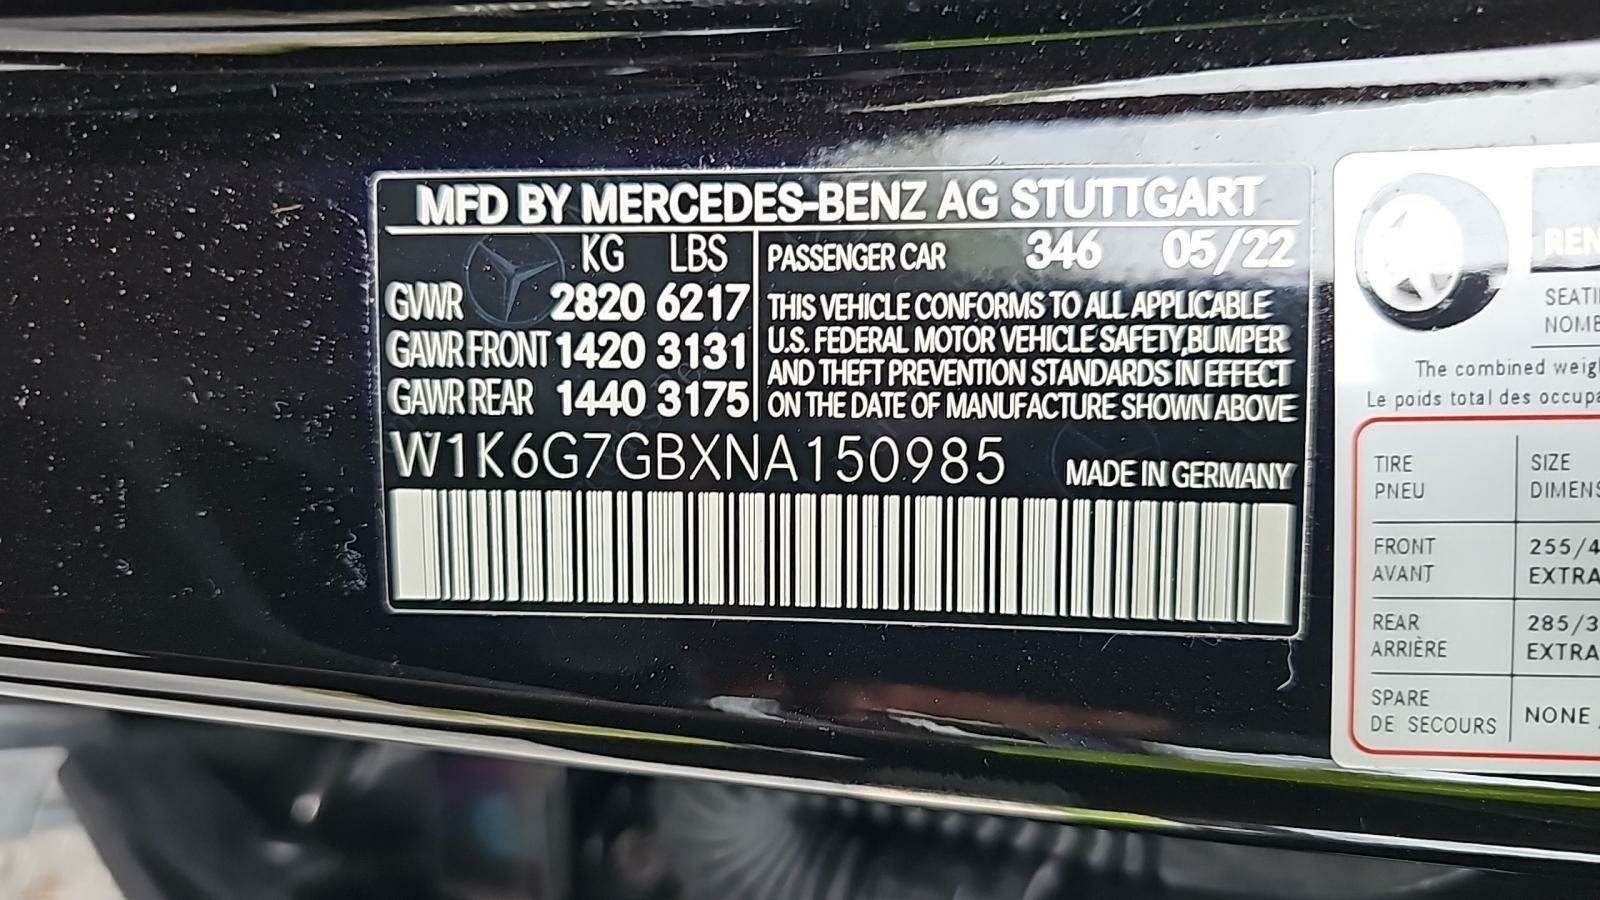 MFD BY MERCEDES-BENZ AG STUTTGART
KG LBS
GVWR 2820 6217
GAWR FRONT 1420 3131
GAWR REAR 1440 3175
PASSENGER CAR 346 05/22
THIS VEHICLE CONFORMS TO ALL APPLICABLE
U.S. FEDERAL MOTOR VEHICLE SAFETY, BUMPER
AND THEFT PREVENTION STANDARDS IN EFFECT
ON THE DATE OF MANUFACTURE SHOWN ABOVE
W1K6G7GBXNA150985
MADE IN GERMANY
The combined
Le poids total des
TIRE SIZE
PNEU
FRONT
AVANT EXTRA
REAR
ARRIÈRE EXTRA
SPARE NONE
DE SECOURS